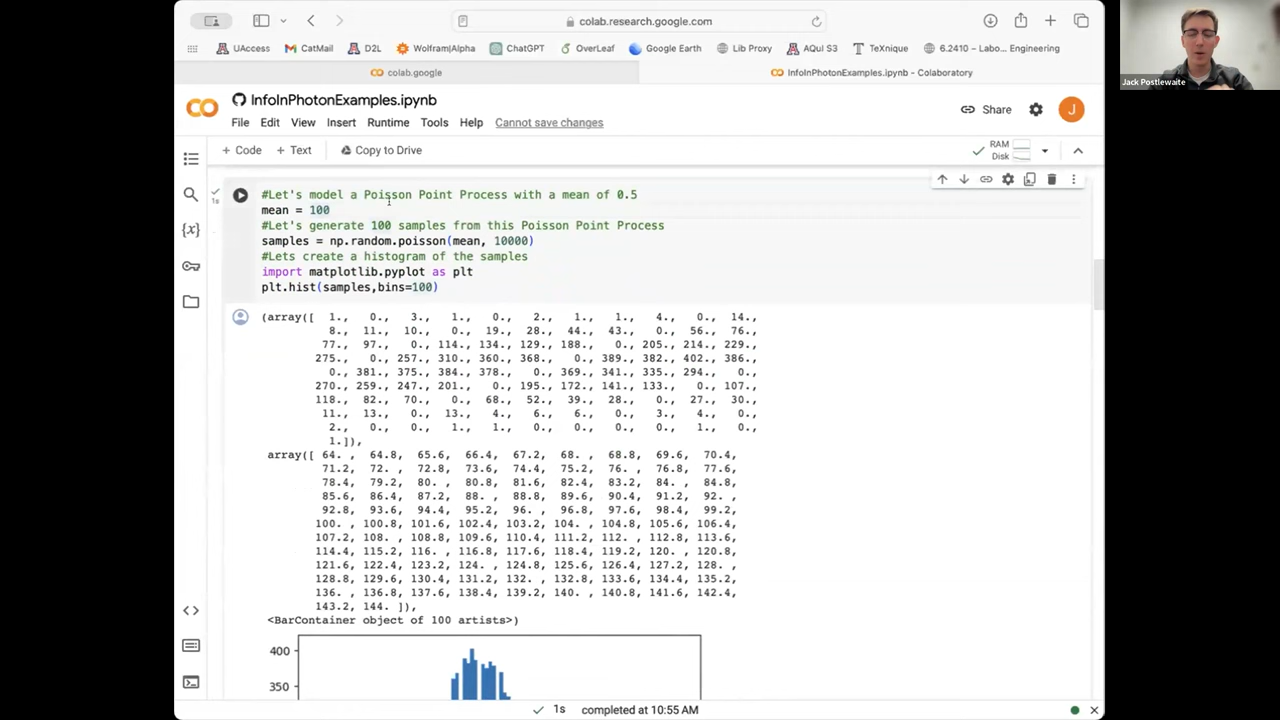 colab.research.google.com
UAccess CatMail D2L Wolfram|Alpha ChatGPT OverLeaf Google Earth Lib Proxy AQuI S3 TeXnique 6.2410 – Labo... Engineering
colab.google InfoInPhotonExamples.ipynb - Colaboratory
Jack Postlewaite
InfoInPhotonExamples.ipynb
Share J
File Edit View Insert Runtime Tools Help Cannot save changes
+ Code + Text Copy to Drive RAM Disk
1s
#Let's model a Poisson Point Process with a mean of 0.5
mean = 100
#Let's generate 100 samples from this Poisson Point Process
samples = np.random.poisson(mean, 10000)
#Lets create a histogram of the samples
import matplotlib.pyplot as plt
plt.hist(samples,bins=100)
(array([ 1., 0., 3., 1., 0., 2., 1., 1., 4., 0., 14.,
8., 11., 10., 0., 19., 28., 44., 43., 0., 56., 76.,
77., 97., 0., 114., 134., 129., 188., 0., 205., 214., 229.,
275., 0., 257., 310., 360., 368., 0., 389., 382., 402., 386.,
0., 381., 375., 384., 378., 0., 369., 341., 335., 294., 0.,
270., 259., 247., 201., 0., 195., 172., 141., 133., 0., 107.,
118., 82., 70., 0., 68., 52., 39., 28., 0., 27., 30.,
11., 13., 0., 13., 4., 6., 6., 0., 3., 4., 0.,
2., 0., 0., 1., 1., 0., 0., 0., 0., 1., 0.,
1.]),
array([ 64. , 64.8, 65.6, 66.4, 67.2, 68. , 68.8, 69.6, 70.4,
71.2, 72. , 72.8, 73.6, 74.4, 75.2, 76. , 76.8, 77.6,
78.4, 79.2, 80. , 80.8, 81.6, 82.4, 83.2, 84. , 84.8,
85.6, 86.4, 87.2, 88. , 88.8, 89.6, 90.4, 91.2, 92. ,
92.8, 93.6, 94.4, 95.2, 96. , 96.8, 97.6, 98.4, 99.2,
100. , 100.8, 101.6, 102.4, 103.2, 104. , 104.8, 105.6, 106.4,
107.2, 108. , 108.8, 109.6, 110.4, 111.2, 112. , 112.8, 113.6,
114.4, 115.2, 116. , 116.8, 117.6, 118.4, 119.2, 120. , 120.8,
121.6, 122.4, 123.2, 124. , 124.8, 125.6, 126.4, 127.2, 128. ,
128.8, 129.6, 130.4, 131.2, 132. , 132.8, 133.6, 134.4, 135.2,
136. , 136.8, 137.6, 138.4, 139.2, 140. , 140.8, 141.6, 142.4,
143.2, 144. ]),
<BarContainer object of 100 artists>)
400
350
1s completed at 10:55 AM